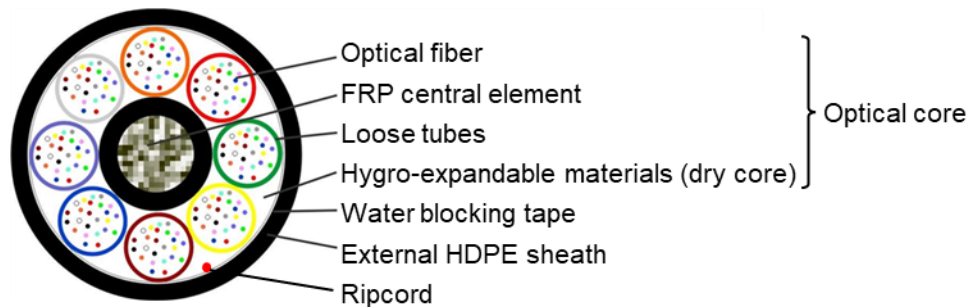 Optical fiber
FRP central element
Loose tubes
Optical core
Hygro-expandable materials (dry core)
Water blocking tape
External HDPE sheath
Ripcord